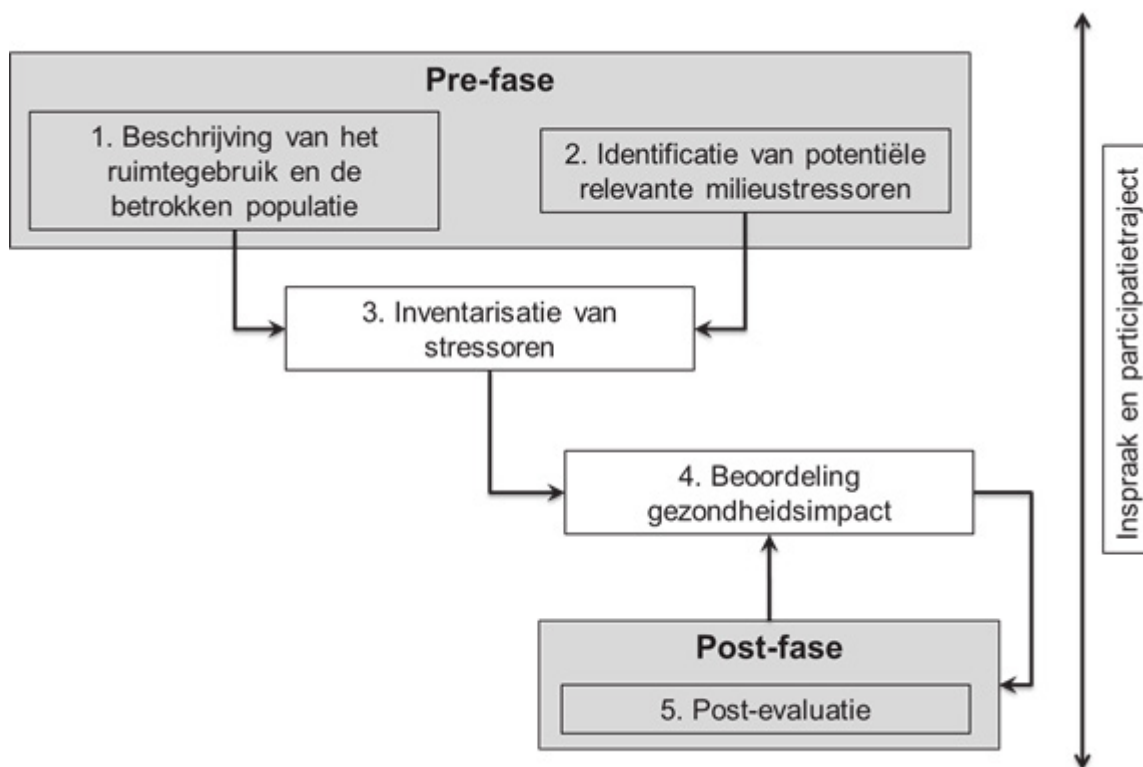 Pre-fase
1. Beschrijving van het
ruimtegebruik en de
betrokken populatie
2. Identificatie van potentiële
relevante milieustressoren
3. Inventarisatie van
stressoren
4. Beoordeling
gezondheidsimpact
Post-fase
5. Post-evaluatie
Inspraak en participatietraject